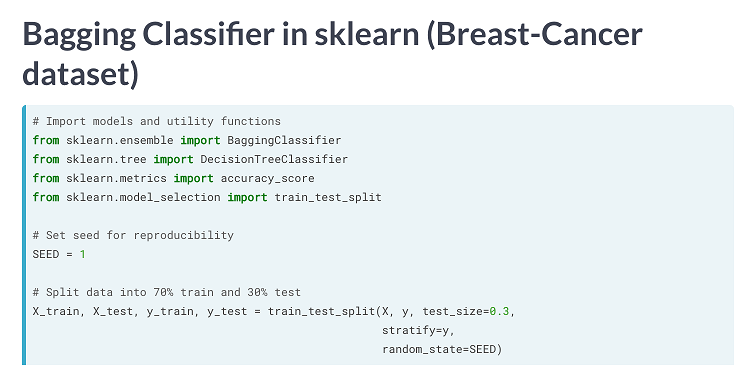 Bagging Classifier in sklearn (Breast-Cancer
dataset)
# Import models and utility functions
from sklearn.ensemble import BaggingClassifier
from sklearn.tree import DecisionTreeClassifier
from sklearn.metrics import accuracy_score
from sklearn.model_selection import train_test_split
# Set seed for reproducibility
SEED = 1
# Split data into 70% train and 30% test
X_train, X_test, y_train, y_test = train_test_split(X, y, test_size=0.3,
stratify=y,
random_state=SEED)